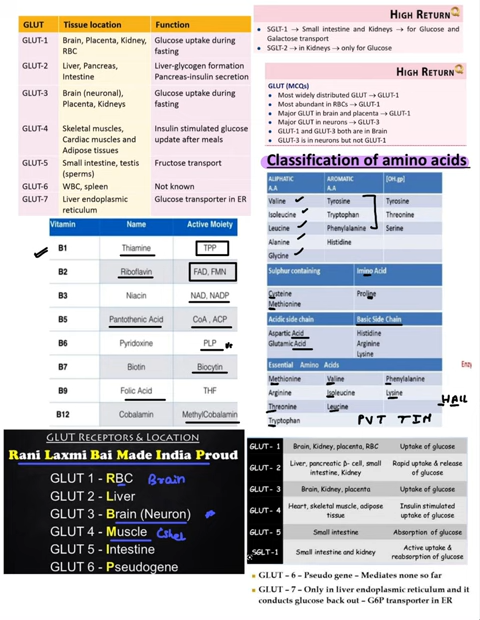 GLUT Tissue location Function
GLUT-1 Brain, Placenta, Kidney, RBC Glucose uptake during fasting
GLUT-2 Liver, Pancreas, Intestine Liver-glycogen formation Pancreas-insulin secretion
GLUT-3 Brain (neuronal), Placenta, Kidneys Glucose uptake during fasting
GLUT-4 Skeletal muscles, Cardiac muscles and Adipose tissues Insulin stimulated glucose update after meals
GLUT-5 Small intestine, testis (sperms) Fructose transport
GLUT-6 WBC, spleen Not known
GLUT-7 Liver endoplasmic reticulum Glucose transporter in ER
HIGH RETURN
• SGLT-1 → Small intestine and Kidneys → for Glucose and Galactose transport
• SGLT-2 → in Kidneys → only for Glucose
HIGH RETURN
GLUT (MCQs)
• Most widely distributed GLUT → GLUT-1
• Most abundant in RBCs → GLUT-1
• Major GLUT in brain and placenta → GLUT-1
• Major GLUT in neurons → GLUT-3
• GLUT-1 and GLUT-3 both are in Brain
• GLUT-3 is in neurons but not GLUT-1
Classification of amino acids
ALIPHATIC A.A AROMATIC A.A [OH.gp]
Valine Tyrosine Tyrosine
Isoleucine Tryptophan Threonine
Leucine Phenylalanine Serine
Alanine Histidine
Glycine
Sulphur containing Imino Acid
Cysteine Proline
Methionine
Acidic side chain Basic Side Chain
Aspartic Acid Histidine
Glutamic Acid Arginine
Lysine
Essential Amino Acids
Methionine Valine Phenylalanine
Arginine Isoleucine Lysine
Threonine Leucine
Tryptophan
PVT TIM
HALL
Enzy
Vitamin Name Active Moiety
B1 Thiamine TPP
B2 Riboflavin FAD, FMN
B3 Niacin NAD, NADP
B5 Pantothenic Acid CoA , ACP
B6 Pyridoxine PLP
B7 Biotin Biocytin
B9 Folic Acid THF
B12 Cobalamin MethylCobalamin
GLUT RECEPTORS & LOCATION
Rani Laxmi Bai Made India Proud
GLUT 1 - RBC Brain
GLUT 2 - Liver
GLUT 3 - Brain (Neuron)
GLUT 4 - Muscle
GLUT 5 - Intestine
GLUT 6 - Pseudogene
GLUT- 1 Brain, Kidney, placenta, RBC Uptake of glucose
GLUT- 2 Liver, pancreatic β- cell, small intestine, Kidney Rapid uptake & release of glucose
GLUT - 3 Brain, Kidney, placenta Uptake of glucose
GLUT - 4 Heart, skeletal muscle, adipose tissue Insulin stimulated uptake of glucose
GLUT- 5 Small intestine Absorption of glucose
SGLT-1 Small intestine and kidney Active uptake & reabsorption of glucose
• GLUT – 6 – Pseudo gene – Mediates none so far
• GLUT – 7 – Only in liver endoplasmic reticulum and it conducts glucose back out – G6P transporter in ER